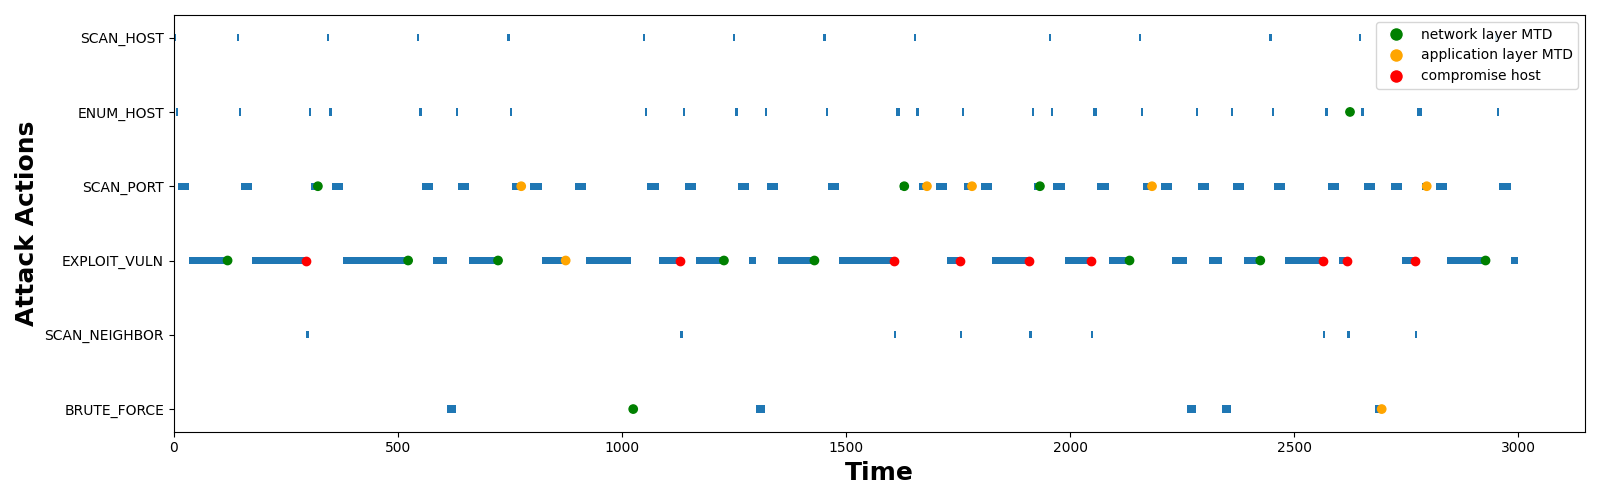 SCAN_HOST
ENUM_HOST
SCAN_PORT
EXPLOIT_VULN
SCAN_NEIGHBOR
BRUTE_FORCE
Attack Actions
network layer MTD
application layer MTD
compromise host
0 500 1000 1500 2000 2500 3000
Time